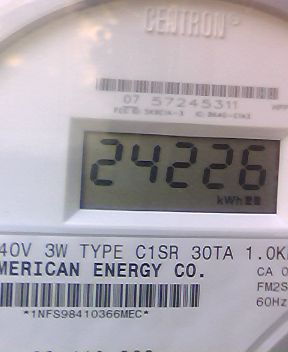 CENTRON
07 57245311
24226
kWh
40V 3W TYPE C1SR 30TA 1.0K
MERICAN ENERGY CO.
CA 0
FM2S
60Hz
*1NFS98410366MEC*